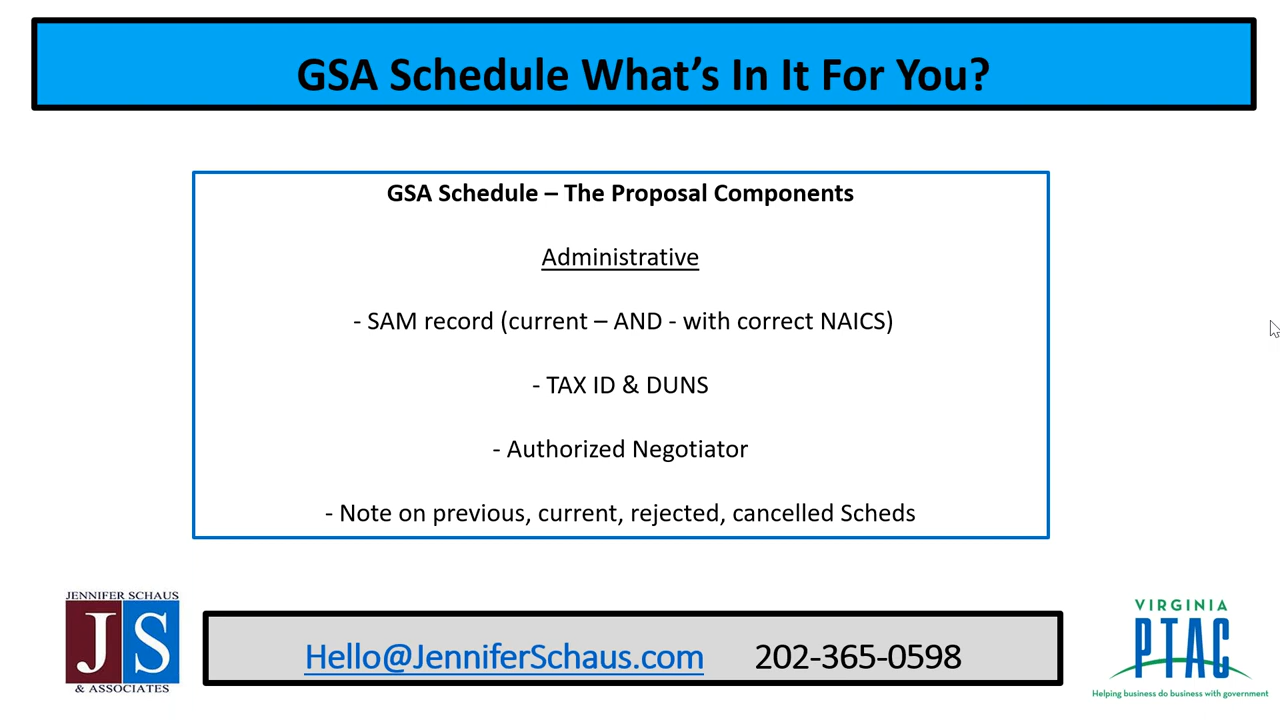 GSA Schedule What's In It For You?
GSA Schedule – The Proposal Components
Administrative
- SAM record (current – AND - with correct NAICS)
- TAX ID & DUNS
- Authorized Negotiator
- Note on previous, current, rejected, cancelled Scheds
JENNIFER SCHAUS
JS
& ASSOCIATES
Hello@JenniferSchaus.com 202-365-0598
VIRGINIA
PTAC
Helping business do business with government